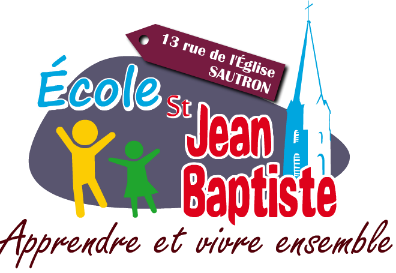 13 rue de l'Église
SAUTRON
École St
Jean
Baptiste
Apprendre et vivre ensemble